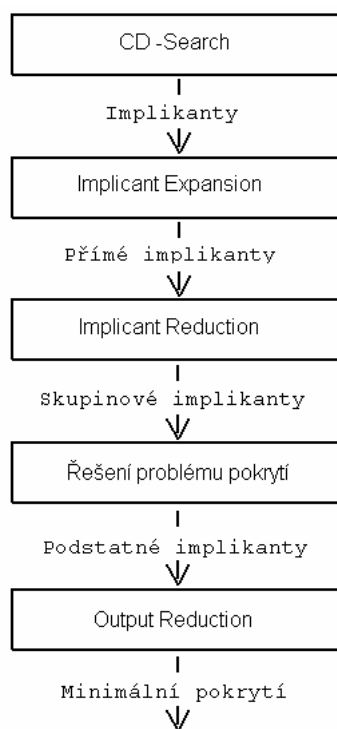 CD -Search
Implikanty
Implicant Expansion
Přímé implikanty
Implicant Reduction
Skupinové implikanty
Řešení problému pokrytí
Podstatné implikanty
Output Reduction
Minimální pokrytí